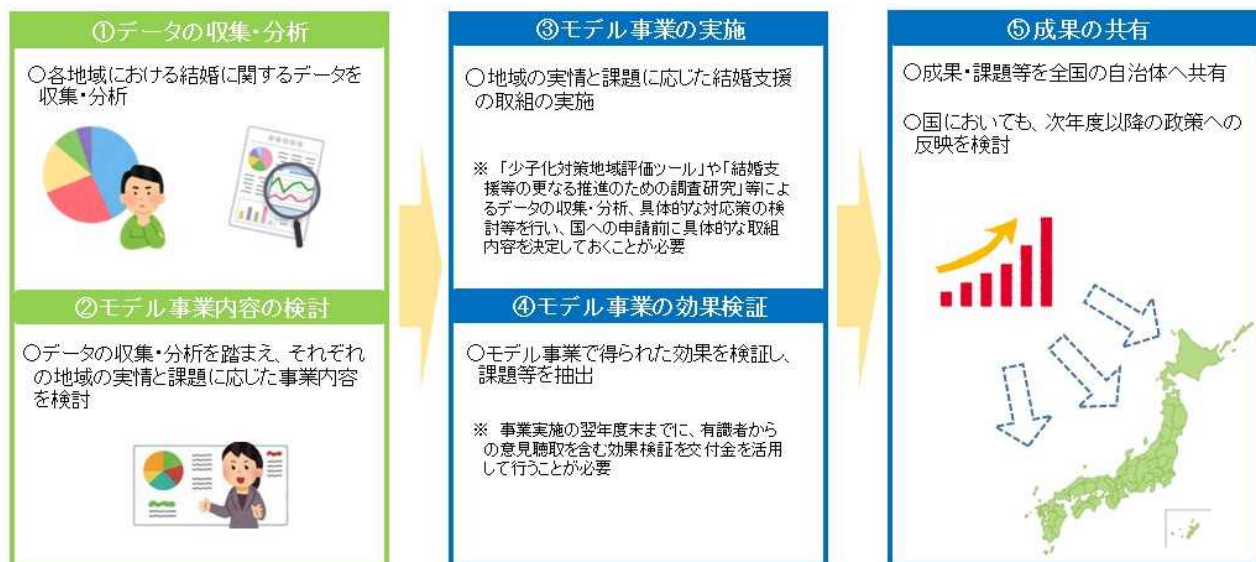 ①データの収集・分析
○各地域における結婚に関するデータを
収集・分析
②モデル事業内容の検討
○データの収集・分析を踏まえ、それぞれ
の地域の実情と課題に応じた事業内容
を検討
③モデル事業の実施
○地域の実情と課題に応じた結婚支援
の取組の実施
※ 「少子化対策地域評価ツール」や「結婚支
援等の更なる推進のための調査研究」等によ
るデータの収集・分析、具体的な対応策の検
討等を行い、国への申請前に具体的な取組
内容を決定しておくことが必要
④モデル事業の効果検証
○モデル事業で得られた効果を検証し、
課題等を抽出
※ 事業実施の翌年度末までに、有識者から
の意見聴取を含む効果検証を交付金を活用
して行うことが必要
⑤成果の共有
○成果・課題等を全国の自治体へ共有
○国においても、次年度以降の政策への
反映を検討